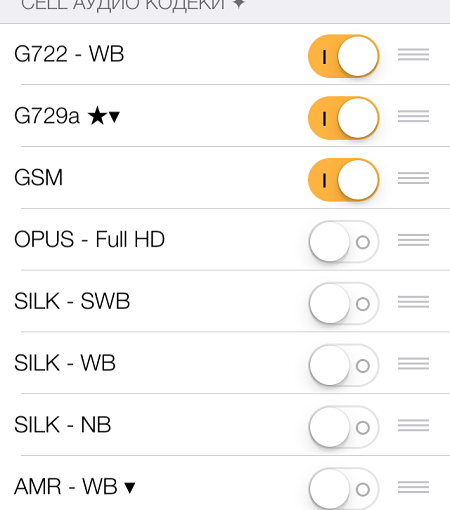 CELL АУДИО КОДЕКИ ✦
G722 - WB
G729a ★▾
GSM
OPUS - Full HD
SILK - SWB
SILK - WB
SILK - NB
AMR - WB ▾